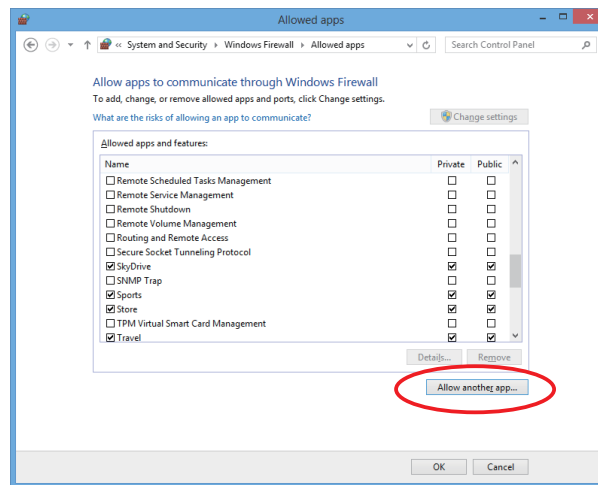 Allowed apps
« System and Security Windows Firewall Allowed apps Search Control Panel
Allow apps to communicate through Windows Firewall
To add, change, or remove allowed apps and ports, click Change settings.
What are the risks of allowing an app to communicate? Change settings
Allowed apps and features:
Name Private Public
Remote Scheduled Tasks Management
Remote Service Management
Remote Shutdown
Remote Volume Management
Routing and Remote Access
Secure Socket Tunneling Protocol
SkyDrive
SNMP Trap
Sports
Store
TPM Virtual Smart Card Management
Travel
Details... Remove
Allow another app...
OK Cancel